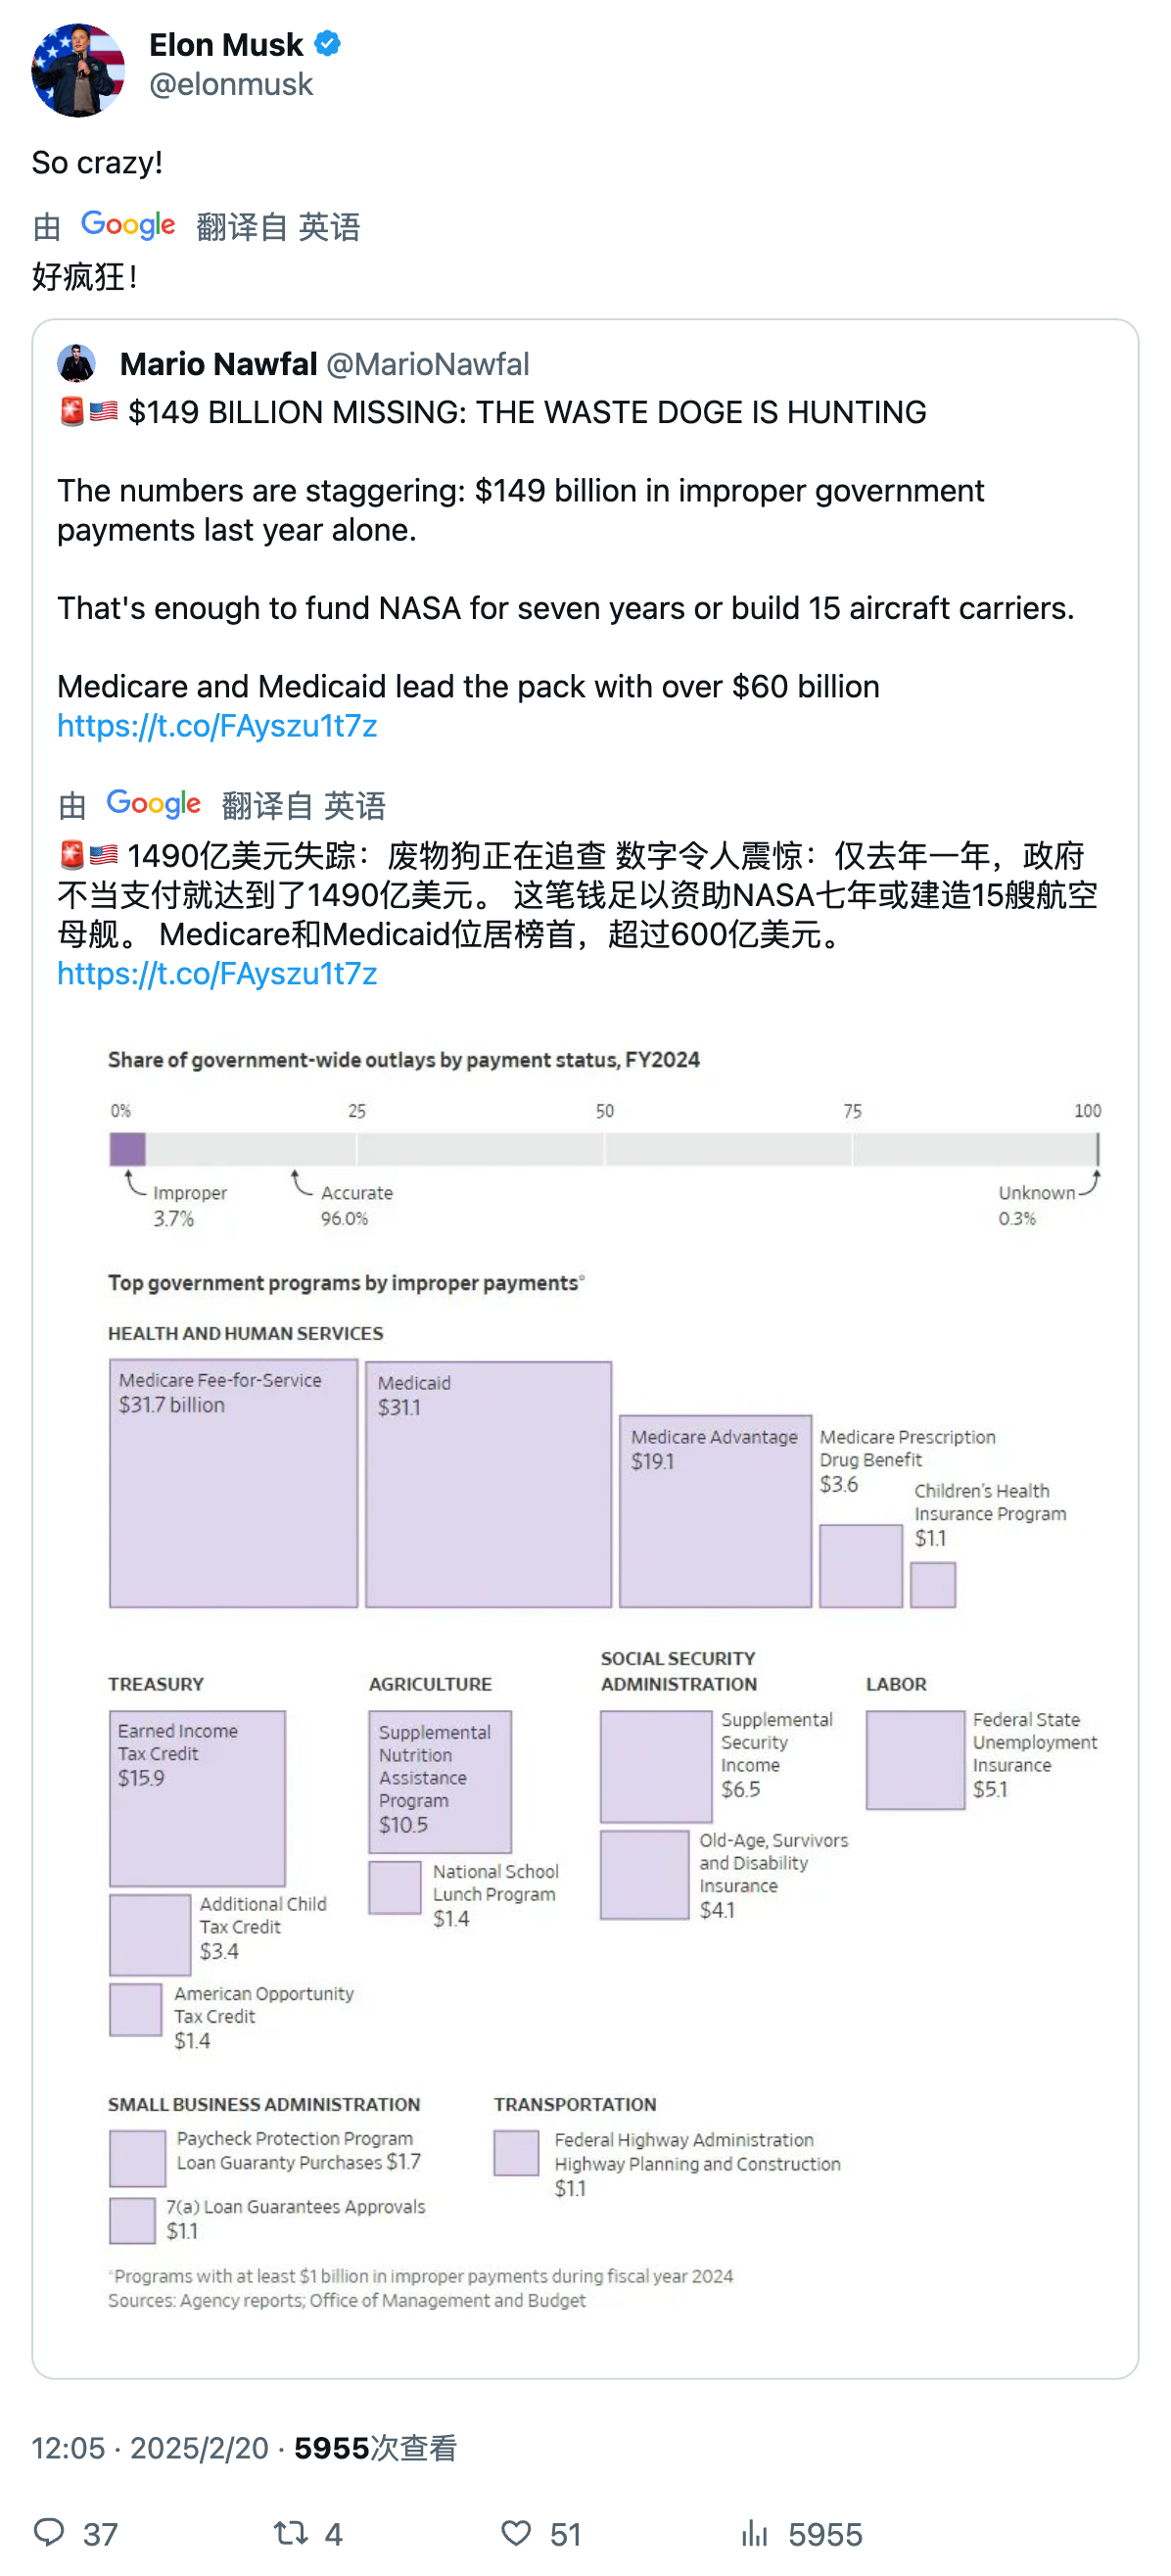 Elon Musk
@elonmusk
So crazy!
由 Google 翻译自 英语
好疯狂！
Mario Nawfal @MarioNawfal
🚨🇺🇸 $149 BILLION MISSING: THE WASTE DOGE IS HUNTING
The numbers are staggering: $149 billion in improper government
payments last year alone.
That's enough to fund NASA for seven years or build 15 aircraft carriers.
Medicare and Medicaid lead the pack with over $60 billion
https://t.co/FAyszu1t7z
由 Google 翻译自 英语
🚨🇺🇸 1490亿美元失踪：废物狗正在追查 数字令人震惊：仅去年一年，政府
不当支付就达到了1490亿美元。 这笔钱足以资助NASA七年或建造15艘航空
母舰。 Medicare和Medicaid位居榜首，超过600亿美元。
https://t.co/FAyszu1t7z
Share of government-wide outlays by payment status, FY2024
0% 25 50 75 100
Improper
3.7%
Accurate
96.0%
Unknown
0.3%
Top government programs by improper payments°
HEALTH AND HUMAN SERVICES
Medicare Fee-for-Service
$31.7 billion
Medicaid
$31.1
Medicare Advantage
$19.1
Medicare Prescription
Drug Benefit
$3.6
Children's Health
Insurance Program
$1.1
TREASURY
Earned Income
Tax Credit
$15.9
Additional Child
Tax Credit
$3.4
American Opportunity
Tax Credit
$1.4
AGRICULTURE
Supplemental
Nutrition
Assistance
Program
$10.5
National School
Lunch Program
$1.4
SOCIAL SECURITY
ADMINISTRATION
Supplemental
Security
Income
$6.5
Old-Age, Survivors
and Disability
Insurance
$4.1
LABOR
Federal State
Unemployment
Insurance
$5.1
SMALL BUSINESS ADMINISTRATION
Paycheck Protection Program
Loan Guaranty Purchases $1.7
7(a) Loan Guarantees Approvals
$1.1
TRANSPORTATION
Federal Highway Administration
Highway Planning and Construction
$1.1
°Programs with at least $1 billion in improper payments during fiscal year 2024
Sources: Agency reports; Office of Management and Budget
12:05 · 2025/2/20 · 5955次查看
37 4 51 5955